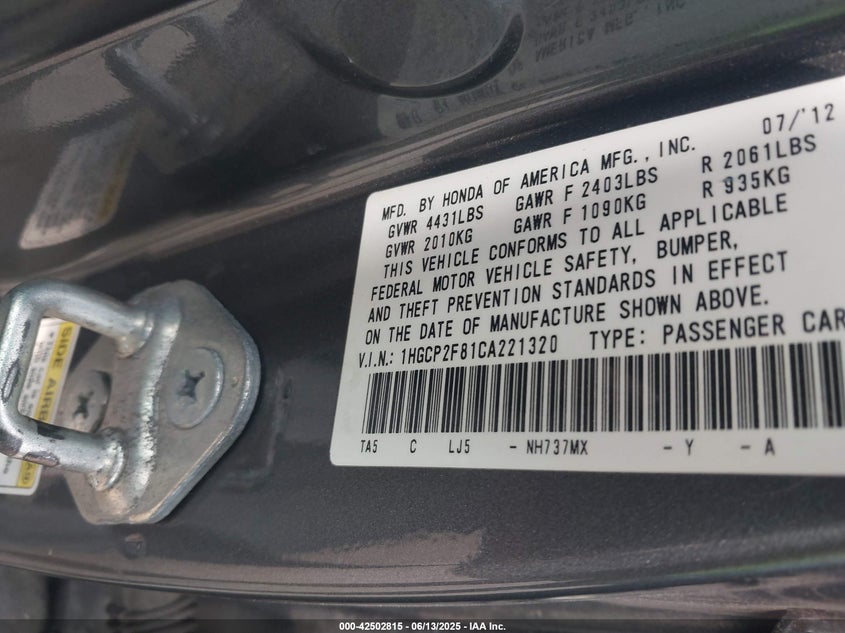 07/'12
MFD. BY HONDA OF AMERICA MFG., INC.
GVWR 4431LBS GAWR F 2403LBS R 2061LBS
GVWR 2010KG GAWR F 1090KG R 935KG
THIS VEHICLE CONFORMS TO ALL APPLICABLE
FEDERAL MOTOR VEHICLE SAFETY, BUMPER,
AND THEFT PREVENTION STANDARDS IN EFFECT
ON THE DATE OF MANUFACTURE SHOWN ABOVE.
V.I.N.: 1HGCP2F81CA221320 TYPE: PASSENGER CAR
TA5 C LJ5 - NH737MX - Y - A
SIDE AIRB
000-42502815 - 06/13/2025 - IAA Inc.